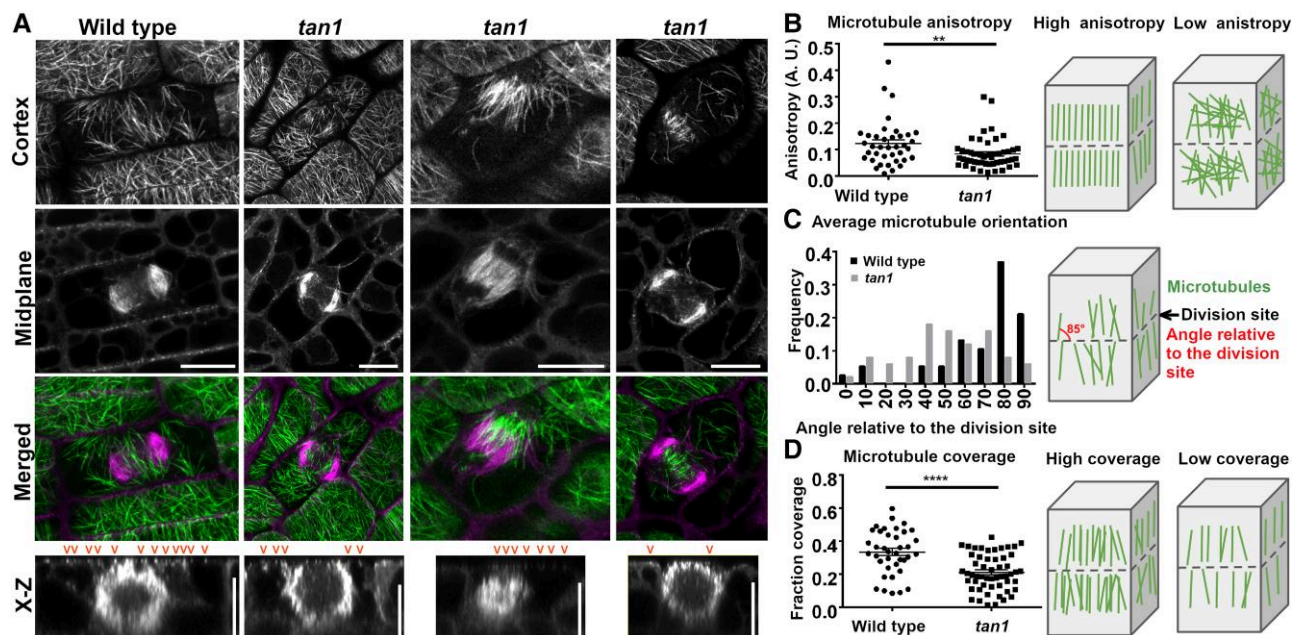 A
Wild type
tan1
tan1
tan1
Cortex
Midplane
Merged
X-Z
B
Microtubule anisotropy
High anisotropy
Low anistropy
**
Anisotropy (A. U.)
0.5
0.4
0.3
0.2
0.1
0.0
Wild type
tan1
C
Average microtubule orientation
Frequency
0.4
0.2
0.1
0.0
Wild type
tan1
0 10 20 30 40 50 60 70 80 90
Angle relative to the division site
85°
Microtubules
Division site
Angle relative
to the division
site
D
Microtubule coverage
High coverage
Low coverage
****
Fraction coverage
0.8
0.6
0.4
0.2
0.0
Wild type
tan1